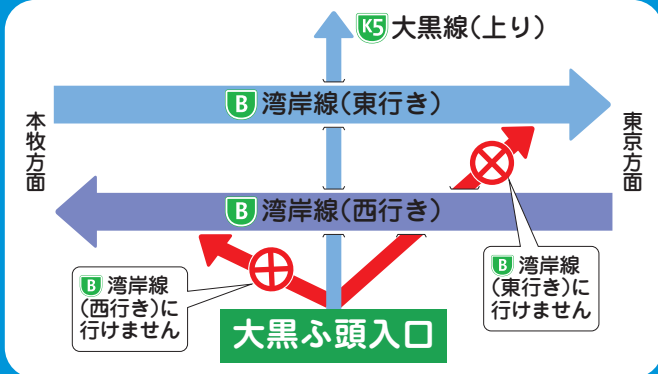 K5 大黒線(上り)
B 湾岸線(東行き)
本牧方面
東京方面
B 湾岸線(西行き)
B 湾岸線
(西行き)に
行けません
B 湾岸線
(東行き)に
行けません
大黒ふ頭入口